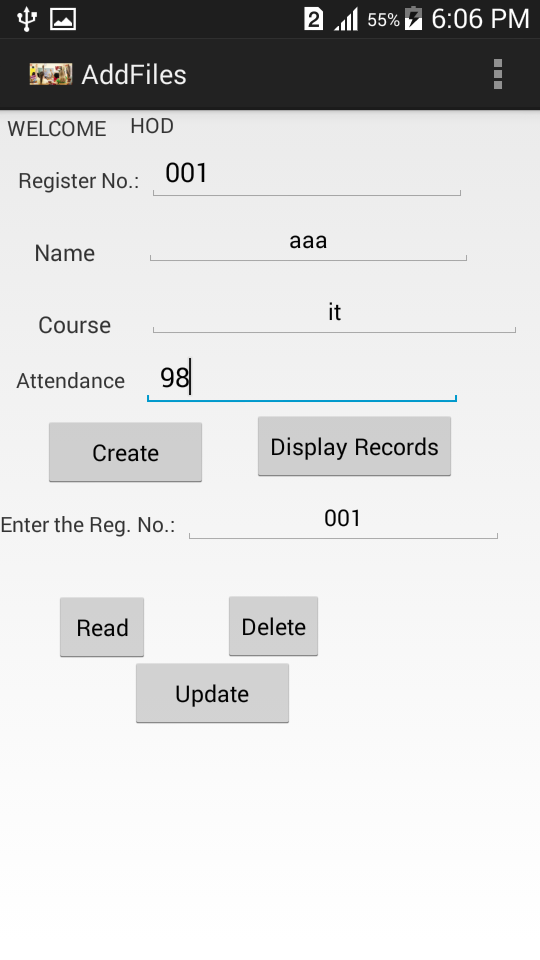 2 55% 6:06 PM
AddFiles
WELCOME HOD
Register No.: 001
Name aaa
Course it
Attendance 98
Create Display Records
Enter the Reg. No.: 001
Read Delete
Update